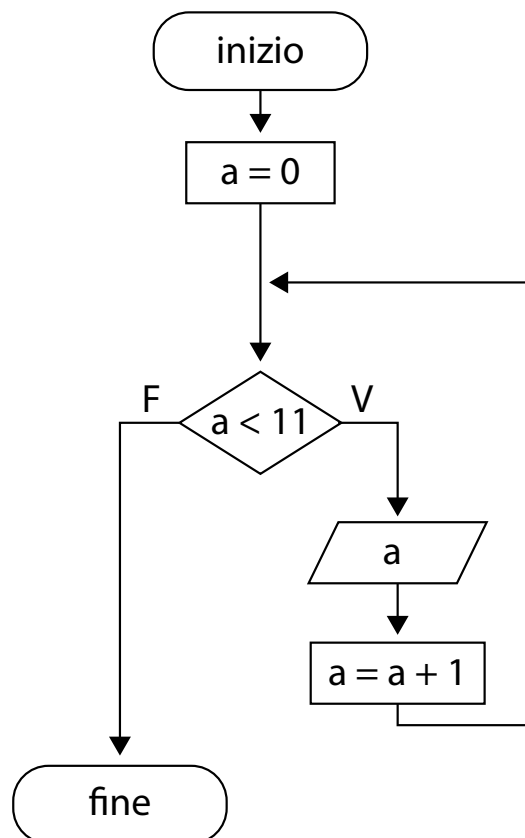 inizio
a = 0
F
V
a < 11
a
a = a + 1
fine